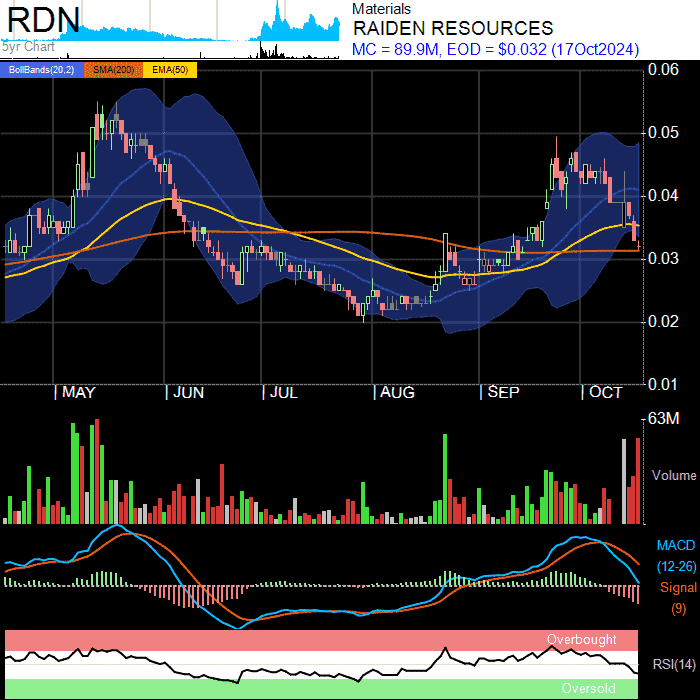 RDN
5yr Chart
Materials
RAIDEN RESOURCES
MC = 89.9M, EOD = $0.032 (17Oct2024)
BollBands(20,2) SMA(200) EMA(50)
0.06
0.05
0.04
0.03
0.02
0.01
| MAY | JUN | JUL | AUG | SEP | OCT
63M
Volume
MACD
(12-26)
Signal
(9)
Overbought
RSI(14)
Oversold